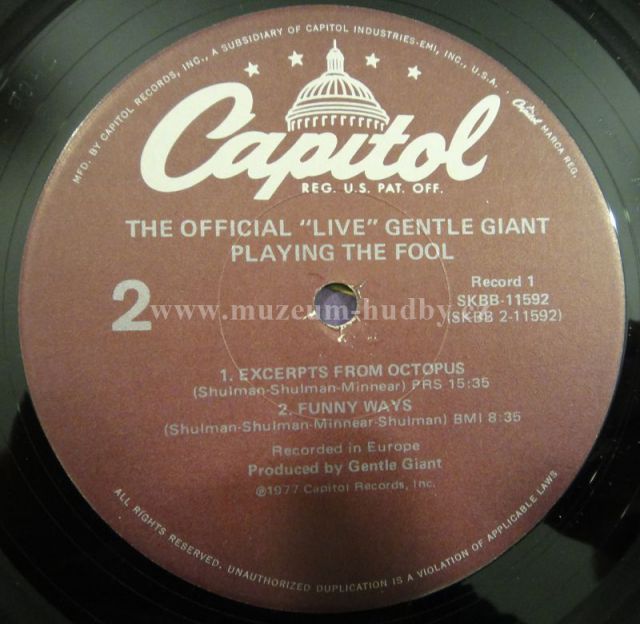 MFD. BY CAPITOL RECORDS, INC., A SUBSIDIARY OF CAPITOL INDUSTRIES-EMI, INC., U.S.A.
Capitol MARCA REG.
Capitol
REG. U.S. PAT. OFF.
THE OFFICIAL "LIVE" GENTLE GIANT
PLAYING THE FOOL
2
Record 1
SKBB-11592
(SKBB 2-11592)
www.muzeum-hudby.cz
1. EXCERPTS FROM OCTOPUS
(Shulman-Shulman-Minnear) PRS 15:35
2. FUNNY WAYS
(Shulman-Shulman-Minnear-Shulman) BMI 8:35
Recorded in Europe
Produced by Gentle Giant
℗1977 Capitol Records, Inc.
ALL RIGHTS RESERVED. UNAUTHORIZED DUPLICATION IS A VIOLATION OF APPLICABLE LAWS